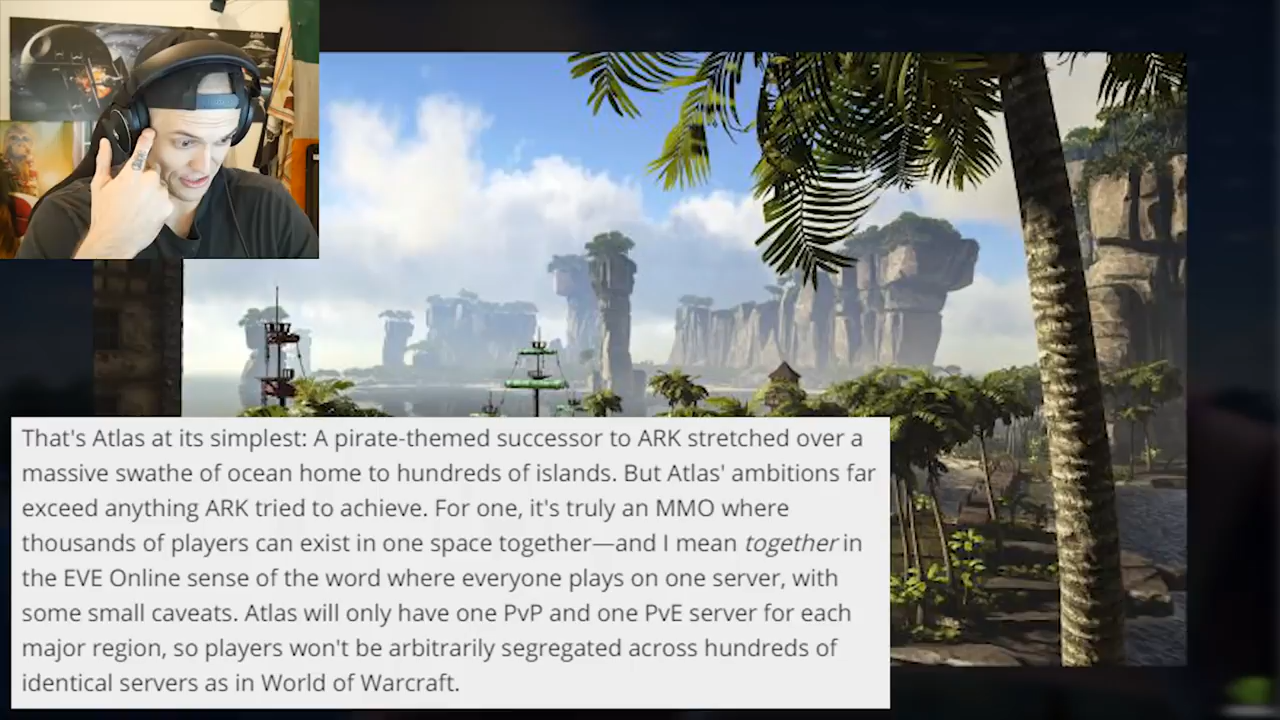 That's Atlas at its simplest: A pirate-themed successor to ARK stretched over a
massive swathe of ocean home to hundreds of islands. But Atlas' ambitions far
exceed anything ARK tried to achieve. For one, it's truly an MMO where
thousands of players can exist in one space together—and I mean together in
the EVE Online sense of the word where everyone plays on one server, with
some small caveats. Atlas will only have one PvP and one PvE server for each
major region, so players won't be arbitrarily segregated across hundreds of
identical servers as in World of Warcraft.